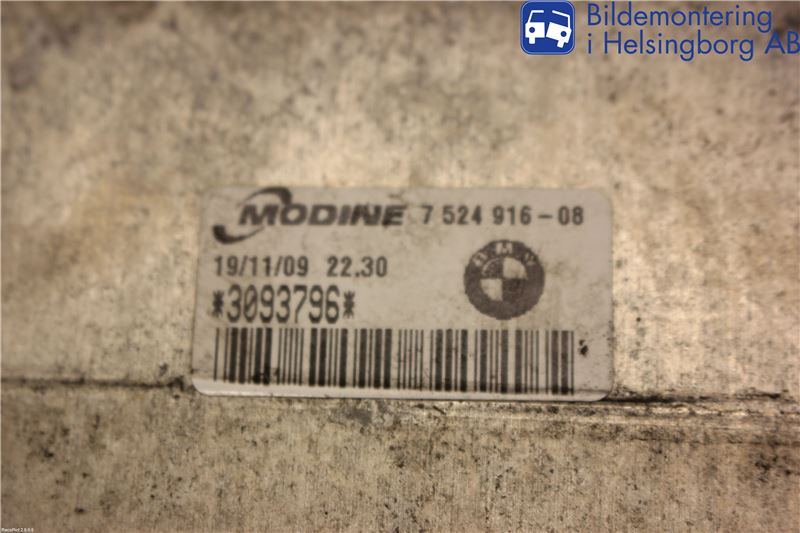 Bildemontering
i Helsingborg AB
MODINE 7 524 916-08
19/11/09 22.30
BMW
*3093796*